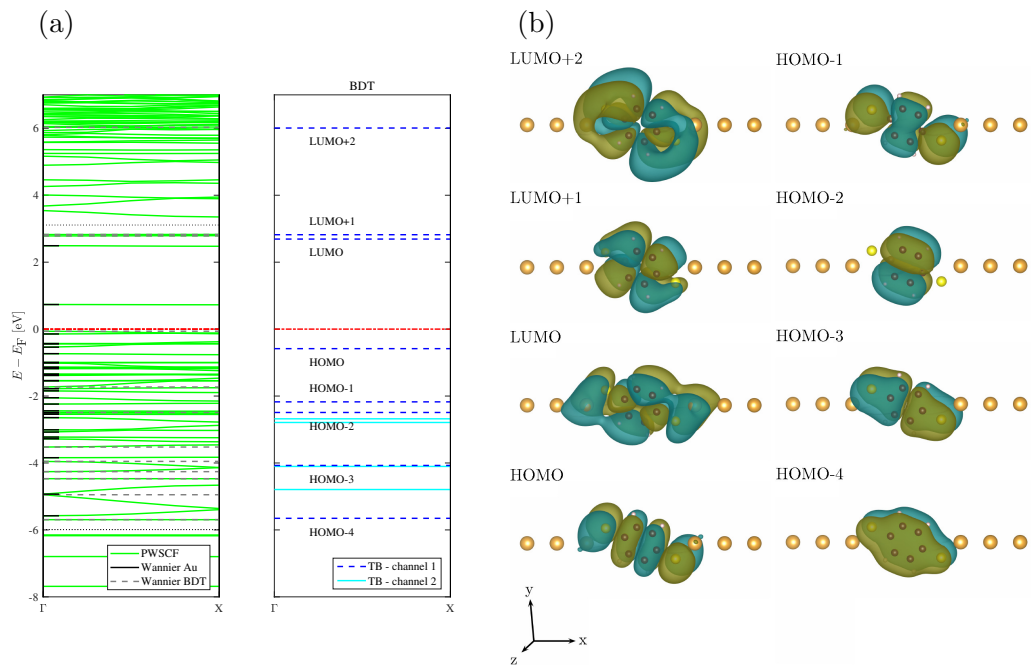 (a)
BDT
E − E_F [eV]
6
4
2
0
-2
-4
-6
-8
Γ
X
PWSCF
Wannier Au
Wannier BDT
LUMO+2
LUMO+1
LUMO
HOMO
HOMO-1
HOMO-2
HOMO-3
HOMO-4
TB - channel 1
TB - channel 2
Γ
X
(b)
LUMO+2
HOMO-1
LUMO+1
HOMO-2
LUMO
HOMO-3
HOMO
HOMO-4
y
x
z